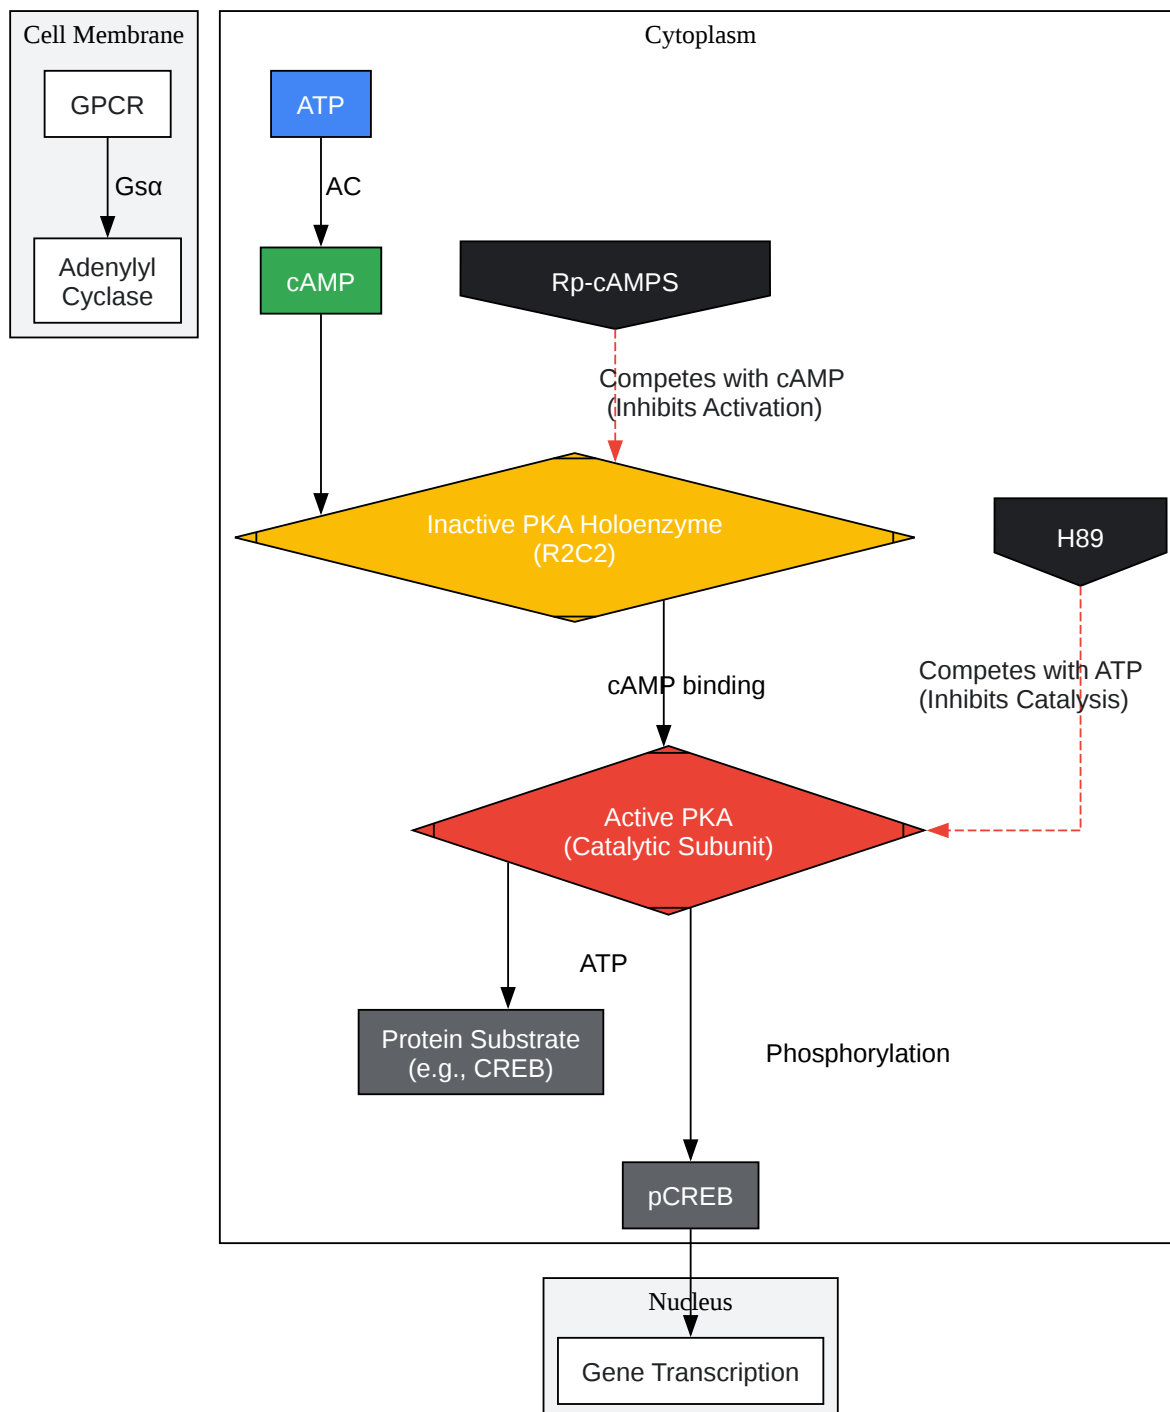 Cell Membrane
GPCR
Gsα
Adenylyl
Cyclase
Cytoplasm
ATP
AC
cAMP
Rp-cAMPS
Competes with cAMP
(Inhibits Activation)
Inactive PKA Holoenzyme
(R2C2)
H89
Competes with ATP
(Inhibits Catalysis)
cAMP binding
Active PKA
(Catalytic Subunit)
ATP
Protein Substrate
(e.g., CREB)
Phosphorylation
pCREB
Nucleus
Gene Transcription